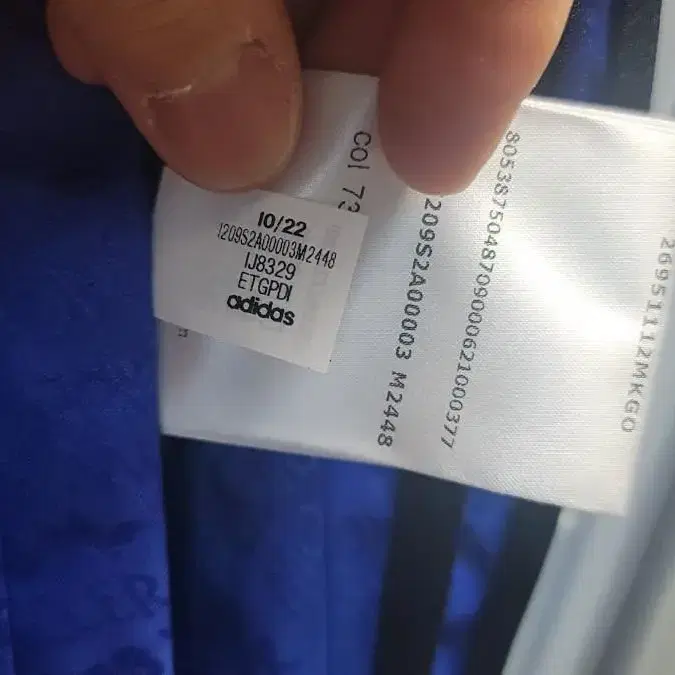 10/22
1209S2A00003M2448
IJ8329
ETGPDI
adidas
COI 73
209S2A00003 M2448
8053875048709000621000377
26951112MKGO